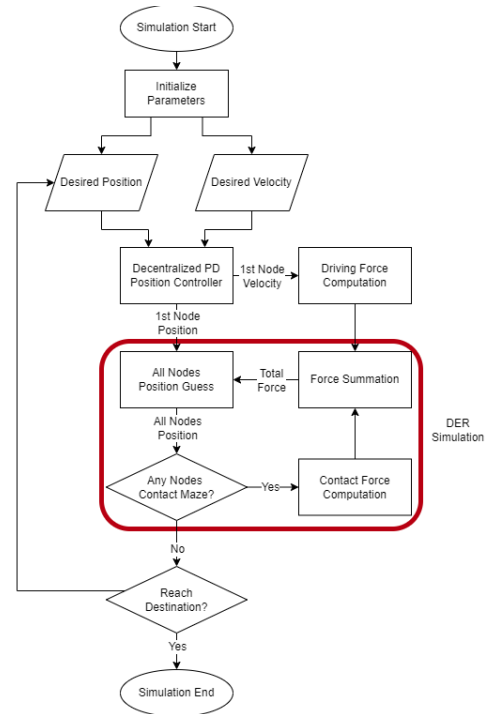 Simulation Start
Initialize
Parameters
Desired Position
Desired Velocity
Decentralized PD
Position Controller
1st Node
Velocity
Driving Force
Computation
1st Node
Position
All Nodes
Position Guess
Total
Force
Force Summation
DER
Simulation
All Nodes
Position
Any Nodes
Contact Maze?
Yes
Contact Force
Computation
No
Reach
Destination?
Yes
Simulation End